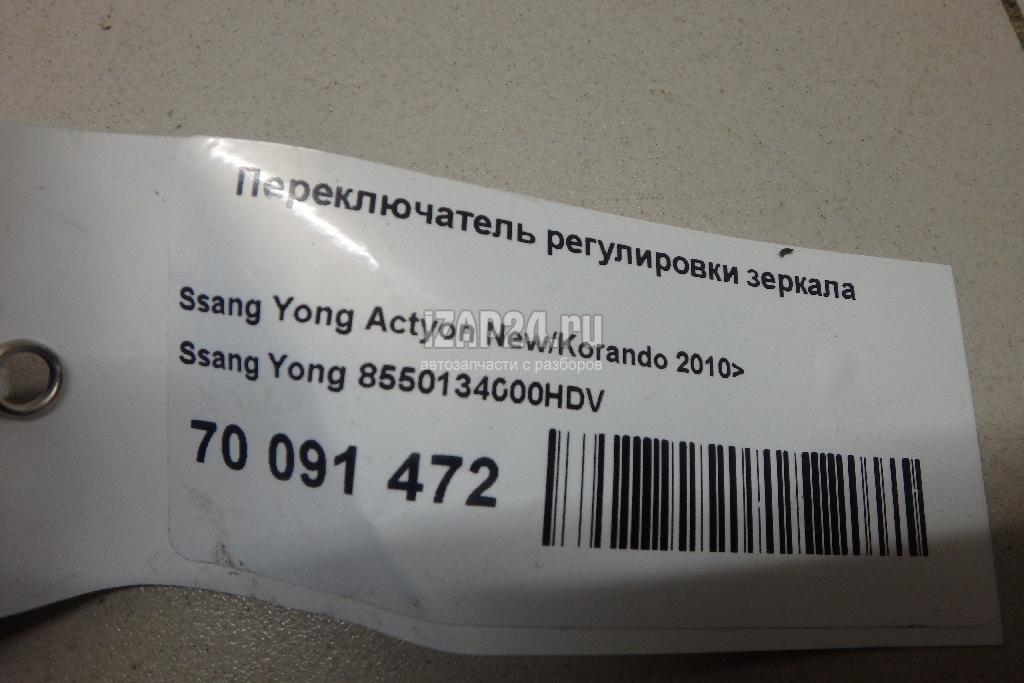 Переключатель регулировки зеркала
Ssang Yong Actyon New/Korando 2010>
iZAP24.ru
автозапчасти с разборов
Ssang Yong 8550134000HDV
70 091 472